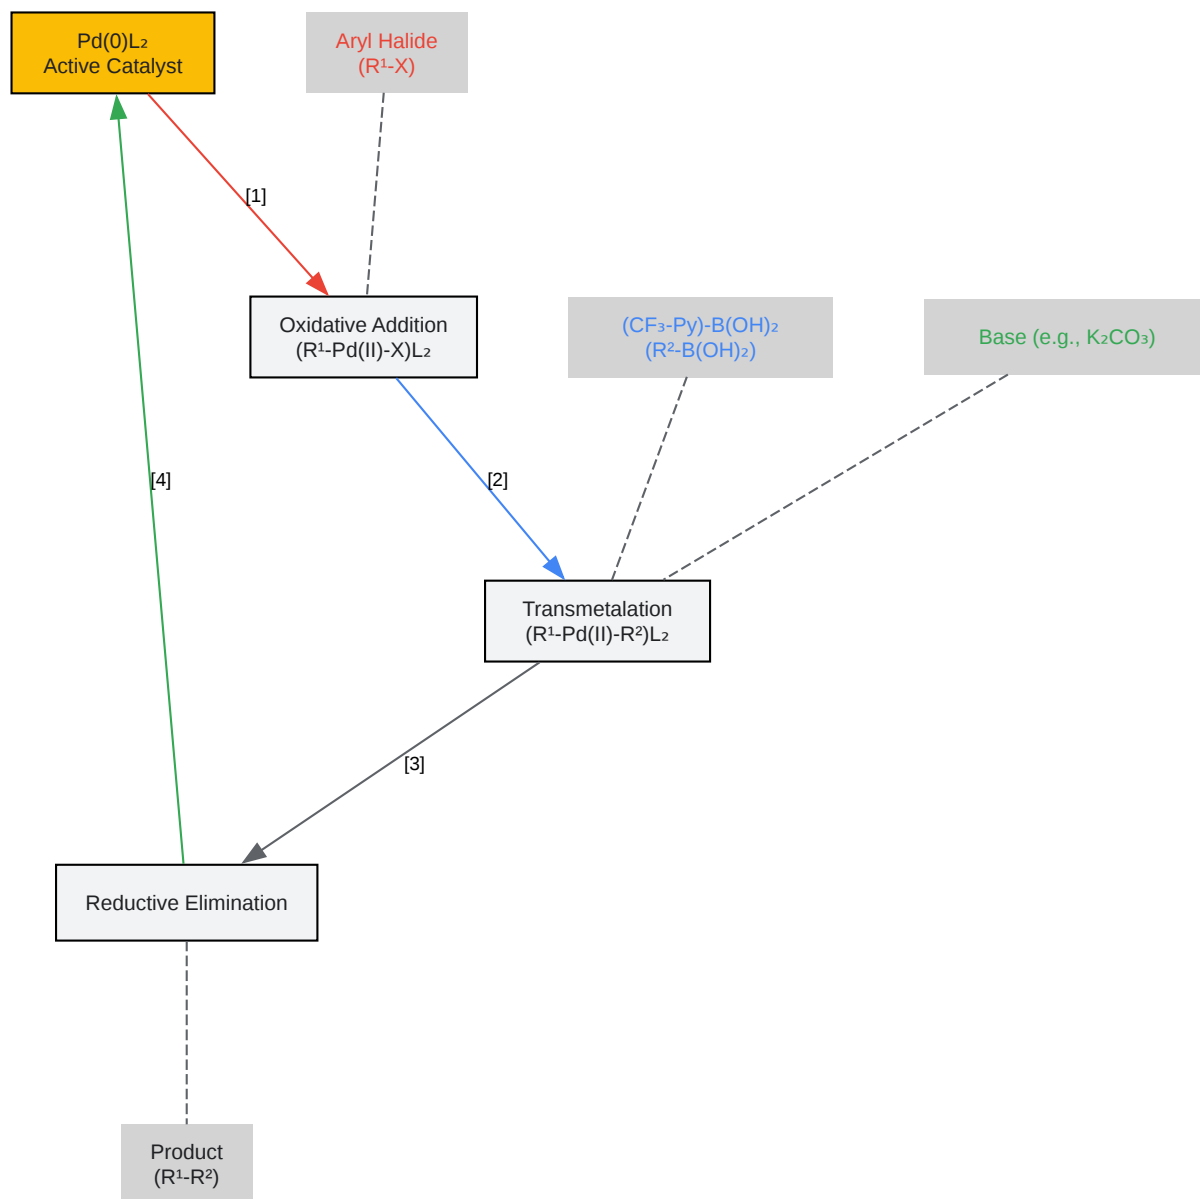 Pd(0)L₂
Active Catalyst
Aryl Halide
(R¹-X)
[1]
Oxidative Addition
(R¹-Pd(II)-X)L₂
(CF₃-Py)-B(OH)₂
(R²-B(OH)₂)
Base (e.g., K₂CO₃)
[2]
[4]
Transmetalation
(R¹-Pd(II)-R²)L₂
[3]
Reductive Elimination
Product
(R¹-R²)